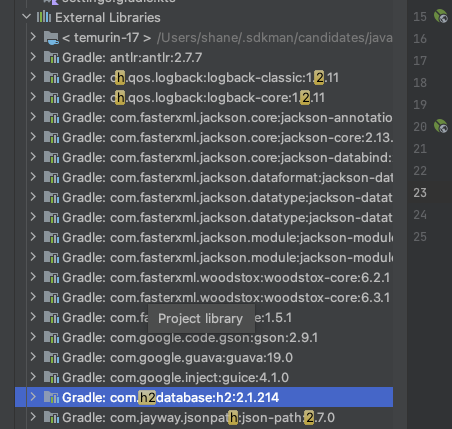 External Libraries
< temurin-17 > /Users/shane/.sdkman/candidates/java
Gradle: antlr:antlr:2.7.7
Gradle: ch.qos.logback:logback-classic:1.2.11
Gradle: ch.qos.logback:logback-core:1.2.11
Gradle: com.fasterxml.jackson.core:jackson-annotatio
Gradle: com.fasterxml.jackson.core:jackson-core:2.13.
Gradle: com.fasterxml.jackson.core:jackson-databind:
Gradle: com.fasterxml.jackson.dataformat:jackson-dat
Gradle: com.fasterxml.jackson.datatype:jackson-datat
Gradle: com.fasterxml.jackson.datatype:jackson-datat
Gradle: com.fasterxml.jackson.module:jackson-module
Gradle: com.fasterxml.jackson.module:jackson-module
Gradle: com.fasterxml.woodstox:woodstox-core:6.2.1
Gradle: com.fasterxml.woodstox:woodstox-core:6.3.1
Gradle: com.fa
e:1.5.1
Project library
Gradle: com.google.code.gson:gson:2.9.1
Gradle: com.google.guava:guava:19.0
Gradle: com.google.inject:guice:4.1.0
Gradle: com.h2database:h2:2.1.214
Gradle: com.jayway.jsonpath:json-path:2.7.0
15
16
17
18
19
20
21
22
23
24
25